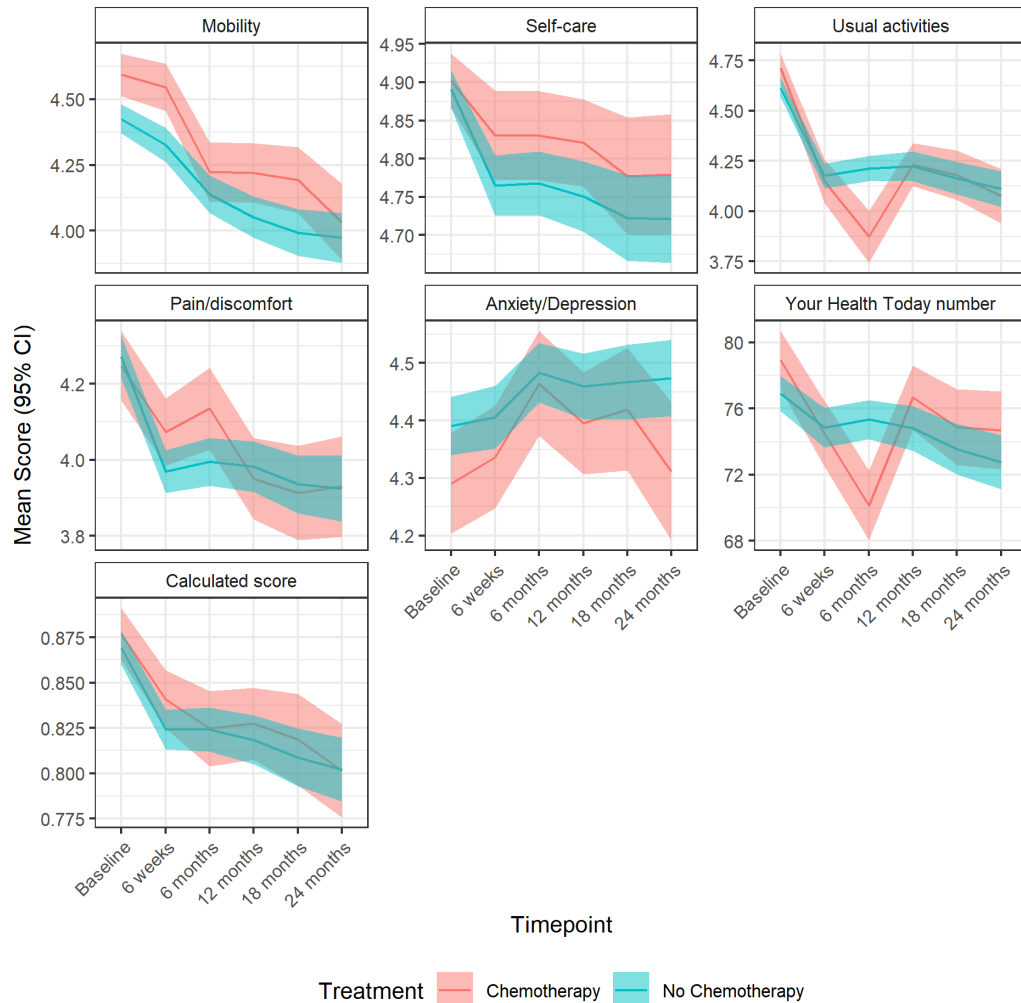 Mobility
Self-care
Usual activities
4.50
4.25
4.00
4.95
4.90
4.85
4.80
4.75
4.70
4.75
4.50
4.25
4.00
3.75
Pain/discomfort
Anxiety/Depression
Your Health Today number
4.2
4.0
3.8
4.5
4.4
4.3
4.2
80
76
72
68
Calculated score
0.875
0.850
0.825
0.800
0.775
Baseline
6 weeks
6 months
12 months
18 months
24 months
Baseline
6 weeks
6 months
12 months
18 months
24 months
Baseline
6 weeks
6 months
12 months
18 months
24 months
Mean Score (95% CI)
Timepoint
Treatment Chemotherapy No Chemotherapy